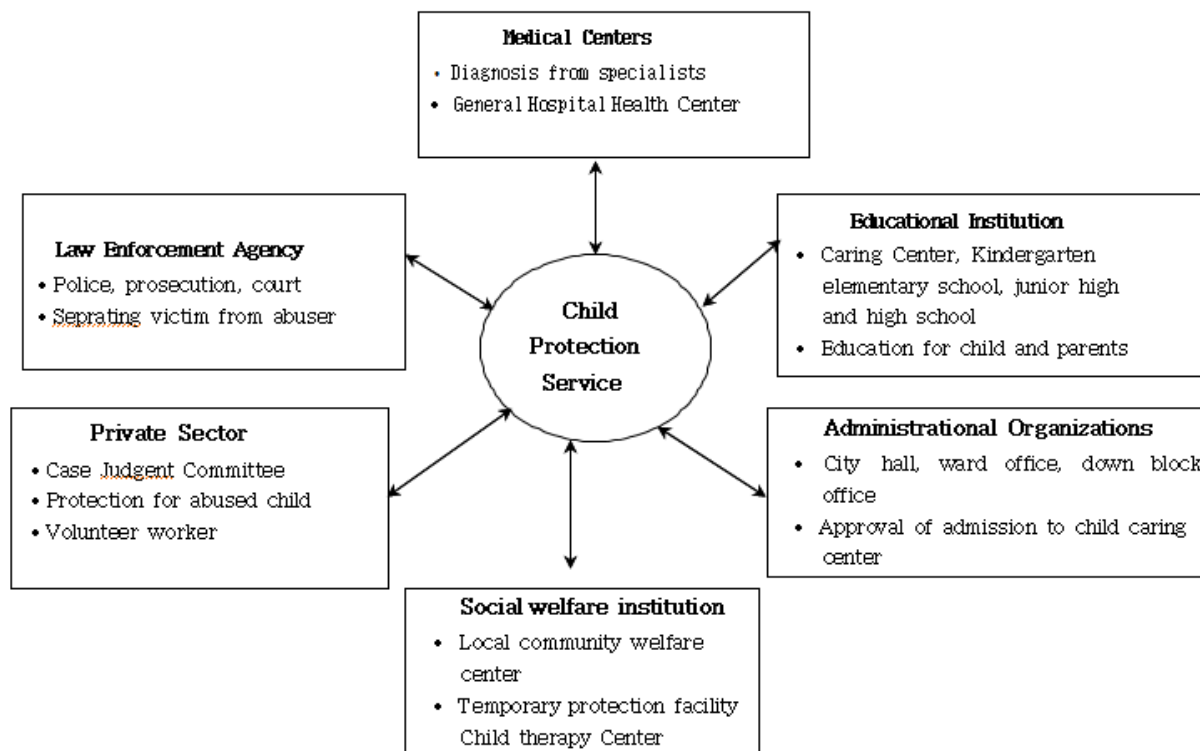 Medical Centers
• Diagnosis from specialists
• General Hospital Health Center
Law Enforcement Agency
• Police, prosecution, court
• Seprating victim from abuser
Educational Institution
• Caring Center, Kindergarten
elementary school, junior high
and high school
• Education for child and parents
Child
Protection
Service
Private Sector
• Case Judgent Committee
• Protection for abused child
• Volunteer worker
Administrational Organizations
• City hall, ward office, down block
office
• Approval of admission to child caring
center
Social welfare institution
• Local community welfare
center
• Temporary protection facility
Child therapy Center